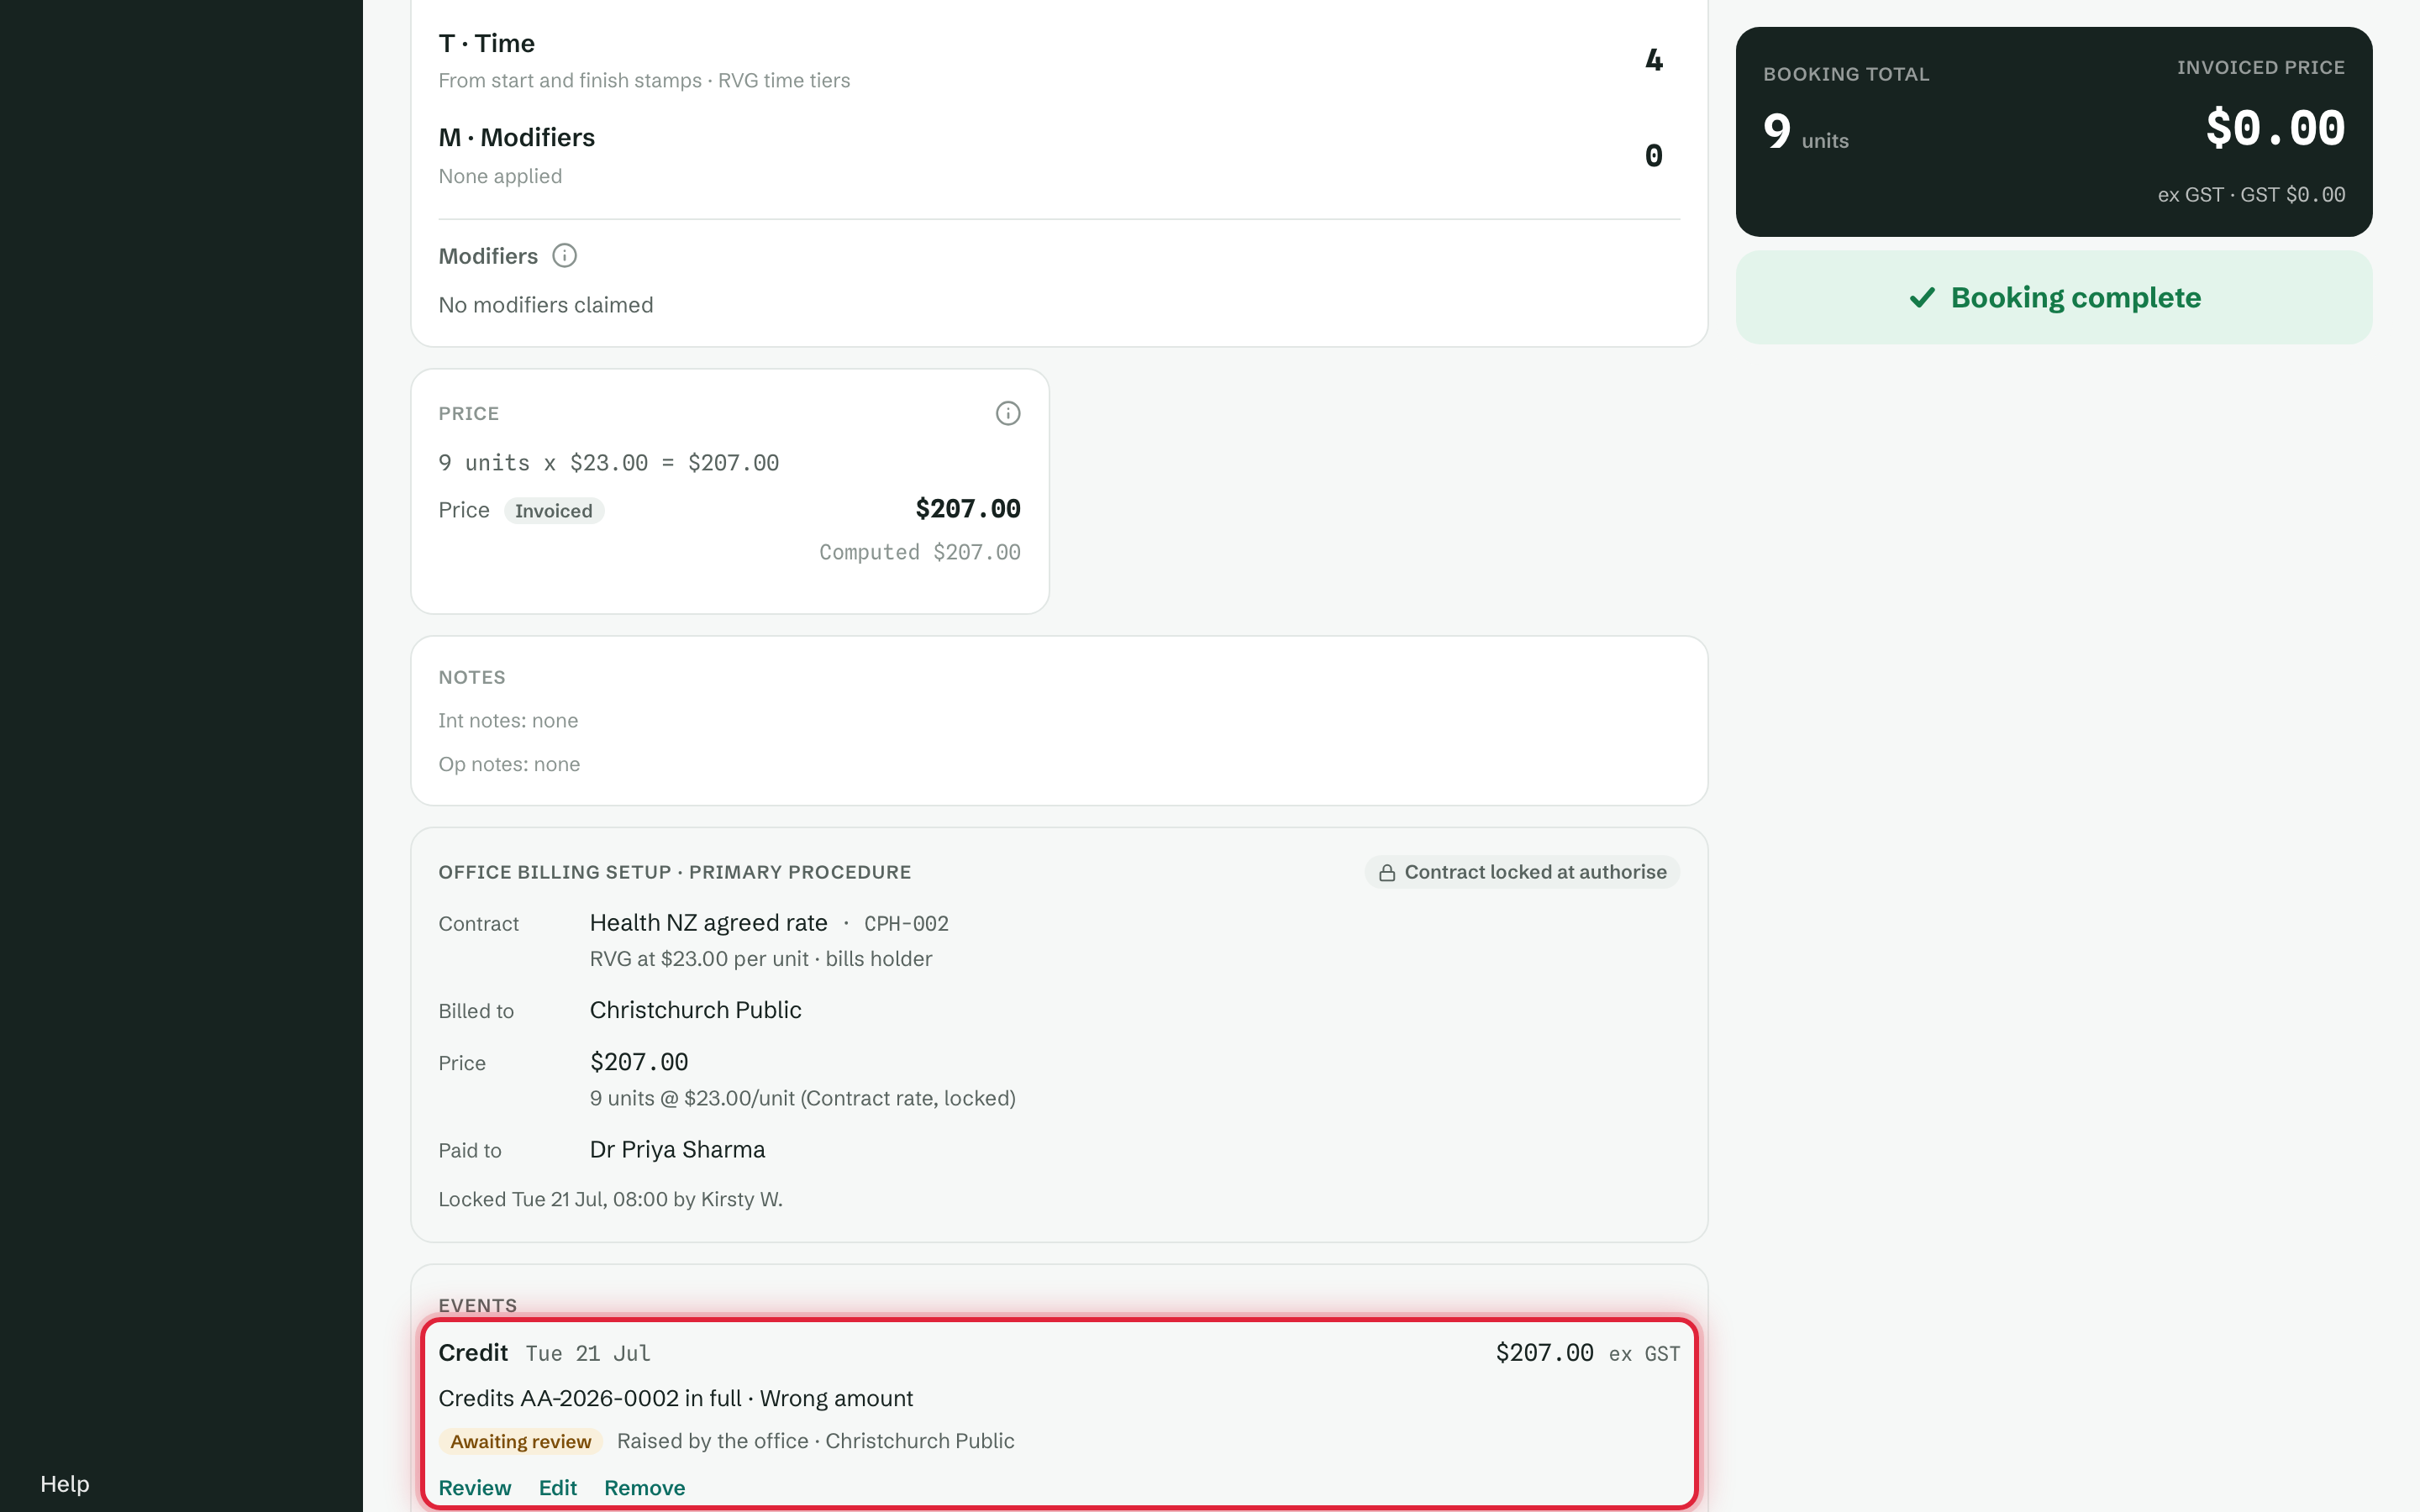 T · Time
4
From start and finish stamps · RVG time tiers
M · Modifiers
0
None applied
Modifiers
No modifiers claimed
BOOKING TOTAL
INVOICED PRICE
9 units
$0.00
ex GST · GST $0.00
Booking complete
PRICE
9 units x $23.00 = $207.00
Price Invoiced $207.00
Computed $207.00
NOTES
Int notes: none
Op notes: none
OFFICE BILLING SETUP · PRIMARY PROCEDURE
Contract locked at authorise
Contract Health NZ agreed rate · CPH-002
RVG at $23.00 per unit · bills holder
Billed to Christchurch Public
Price $207.00
9 units @ $23.00/unit (Contract rate, locked)
Paid to Dr Priya Sharma
Locked Tue 21 Jul, 08:00 by Kirsty W.
EVENTS
Credit Tue 21 Jul $207.00 ex GST
Credits AA-2026-0002 in full · Wrong amount
Awaiting review Raised by the office · Christchurch Public
Review Edit Remove
Help